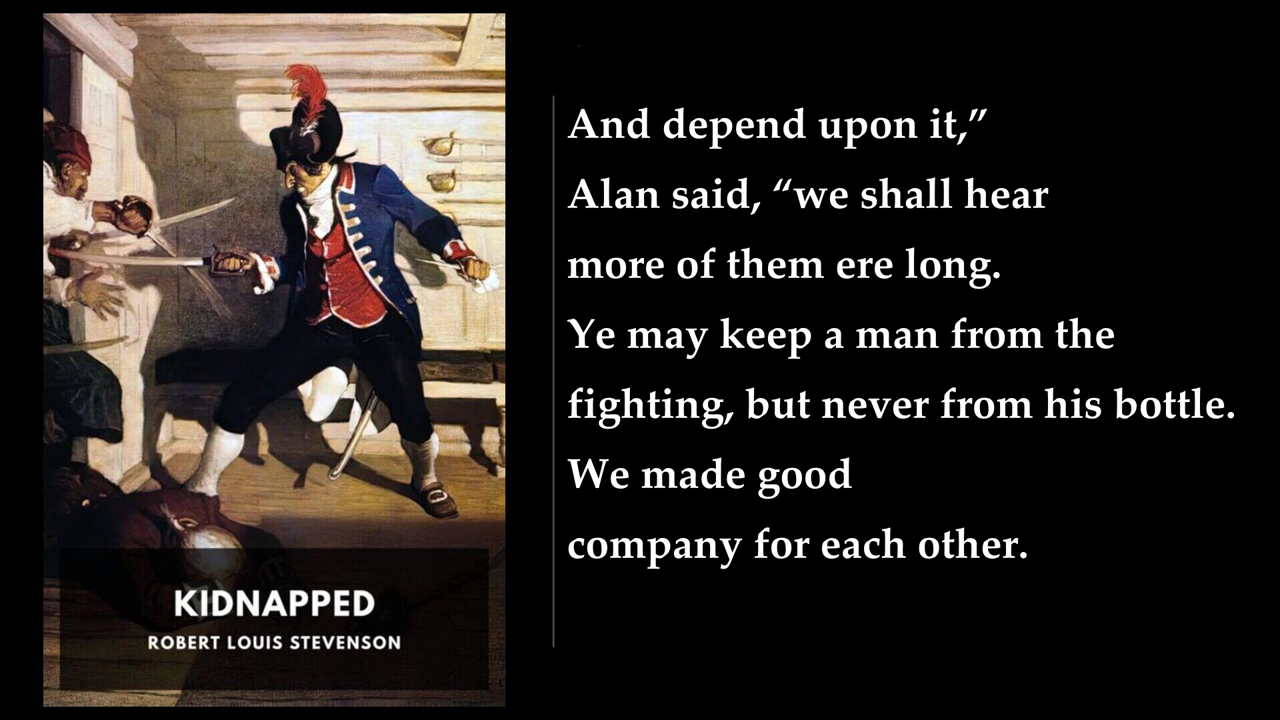 KIDNAPPED
ROBERT LOUIS STEVENSON
And depend upon it,”
Alan said, “we shall hear
more of them ere long.
Ye may keep a man from the
fighting, but never from his bottle.
We made good
company for each other.